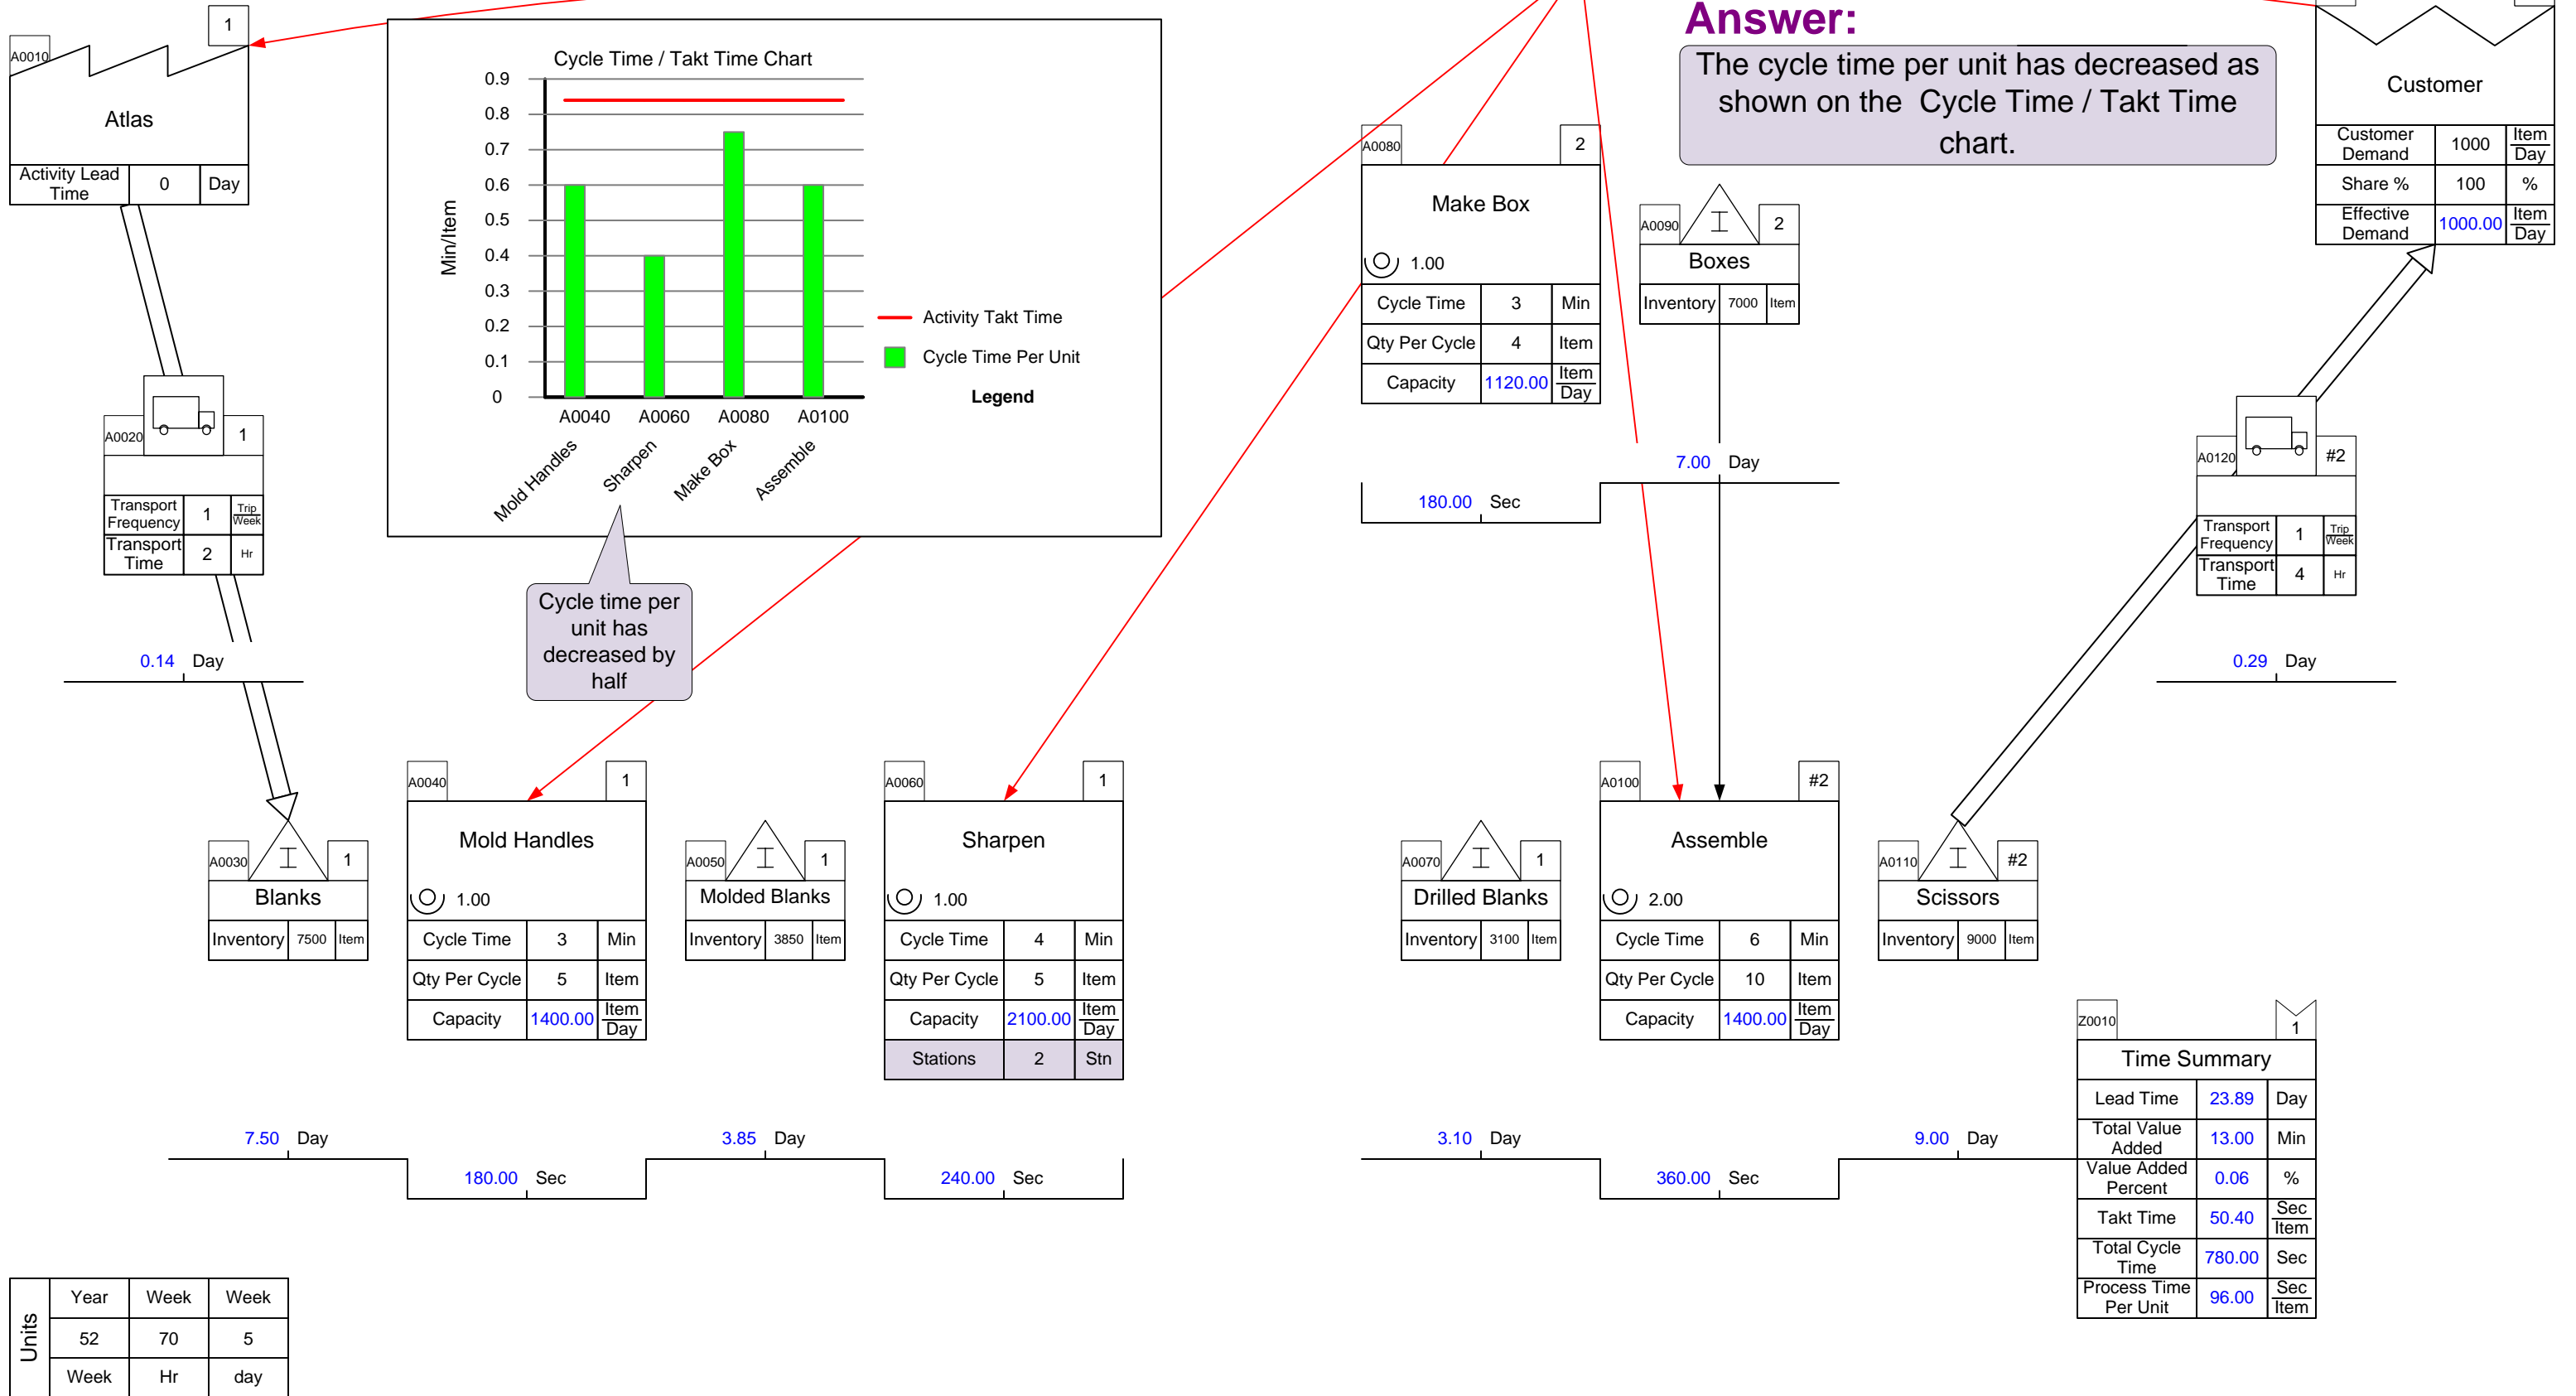 1
A0010
Atlas
Activity Lead
Time
0
Day
A0020
1
Transport
Frequency
1
Trip
Week
Transport
Time
2
Hr
0.14 Day
Cycle Time / Takt Time Chart
Min/Item
0.9
0.8
0.7
0.6
0.5
0.4
0.3
0.2
0.1
0
A0040 A0060 A0080 A0100
Mold Handles
Sharpen
Make Box
Assemble
Activity Takt Time
Cycle Time Per Unit
Legend
Cycle time per
unit has
decreased by
half
Answer:
The cycle time per unit has decreased as
shown on the Cycle Time / Takt Time
chart.
A0080
2
Make Box
1.00
Cycle Time 3 Min
Qty Per Cycle 4 Item
Capacity 1120.00 Item
Day
A0090
I
2
Boxes
Inventory 7000 Item
7.00 Day
180.00 Sec
Customer
Customer
Demand
1000
Item
Day
Share % 100 %
Effective
Demand
1000.00
Item
Day
A0120
#2
Transport
Frequency
1
Trip
Week
Transport
Time
4
Hr
0.29 Day
A0030
I
1
Blanks
Inventory 7500 Item
A0040
1
Mold Handles
1.00
Cycle Time 3 Min
Qty Per Cycle 5 Item
Capacity 1400.00 Item
Day
A0050
I
1
Molded Blanks
Inventory 3850 Item
A0060
1
Sharpen
1.00
Cycle Time 4 Min
Qty Per Cycle 5 Item
Capacity 2100.00 Item
Day
Stations 2 Stn
A0070
I
1
Drilled Blanks
Inventory 3100 Item
A0100
#2
Assemble
2.00
Cycle Time 6 Min
Qty Per Cycle 10 Item
Capacity 1400.00 Item
Day
A0110
I
#2
Scissors
Inventory 9000 Item
7.50 Day
180.00 Sec
3.85 Day
240.00 Sec
3.10 Day
360.00 Sec
9.00 Day
Z0010
1
Time Summary
Lead Time 23.89 Day
Total Value
Added
13.00
Min
Value Added
Percent
0.06
%
Takt Time 50.40 Sec
Item
Total Cycle
Time
780.00
Sec
Process Time
Per Unit
96.00
Sec
Item
Units
Year Week Week
52 70 5
Week Hr day